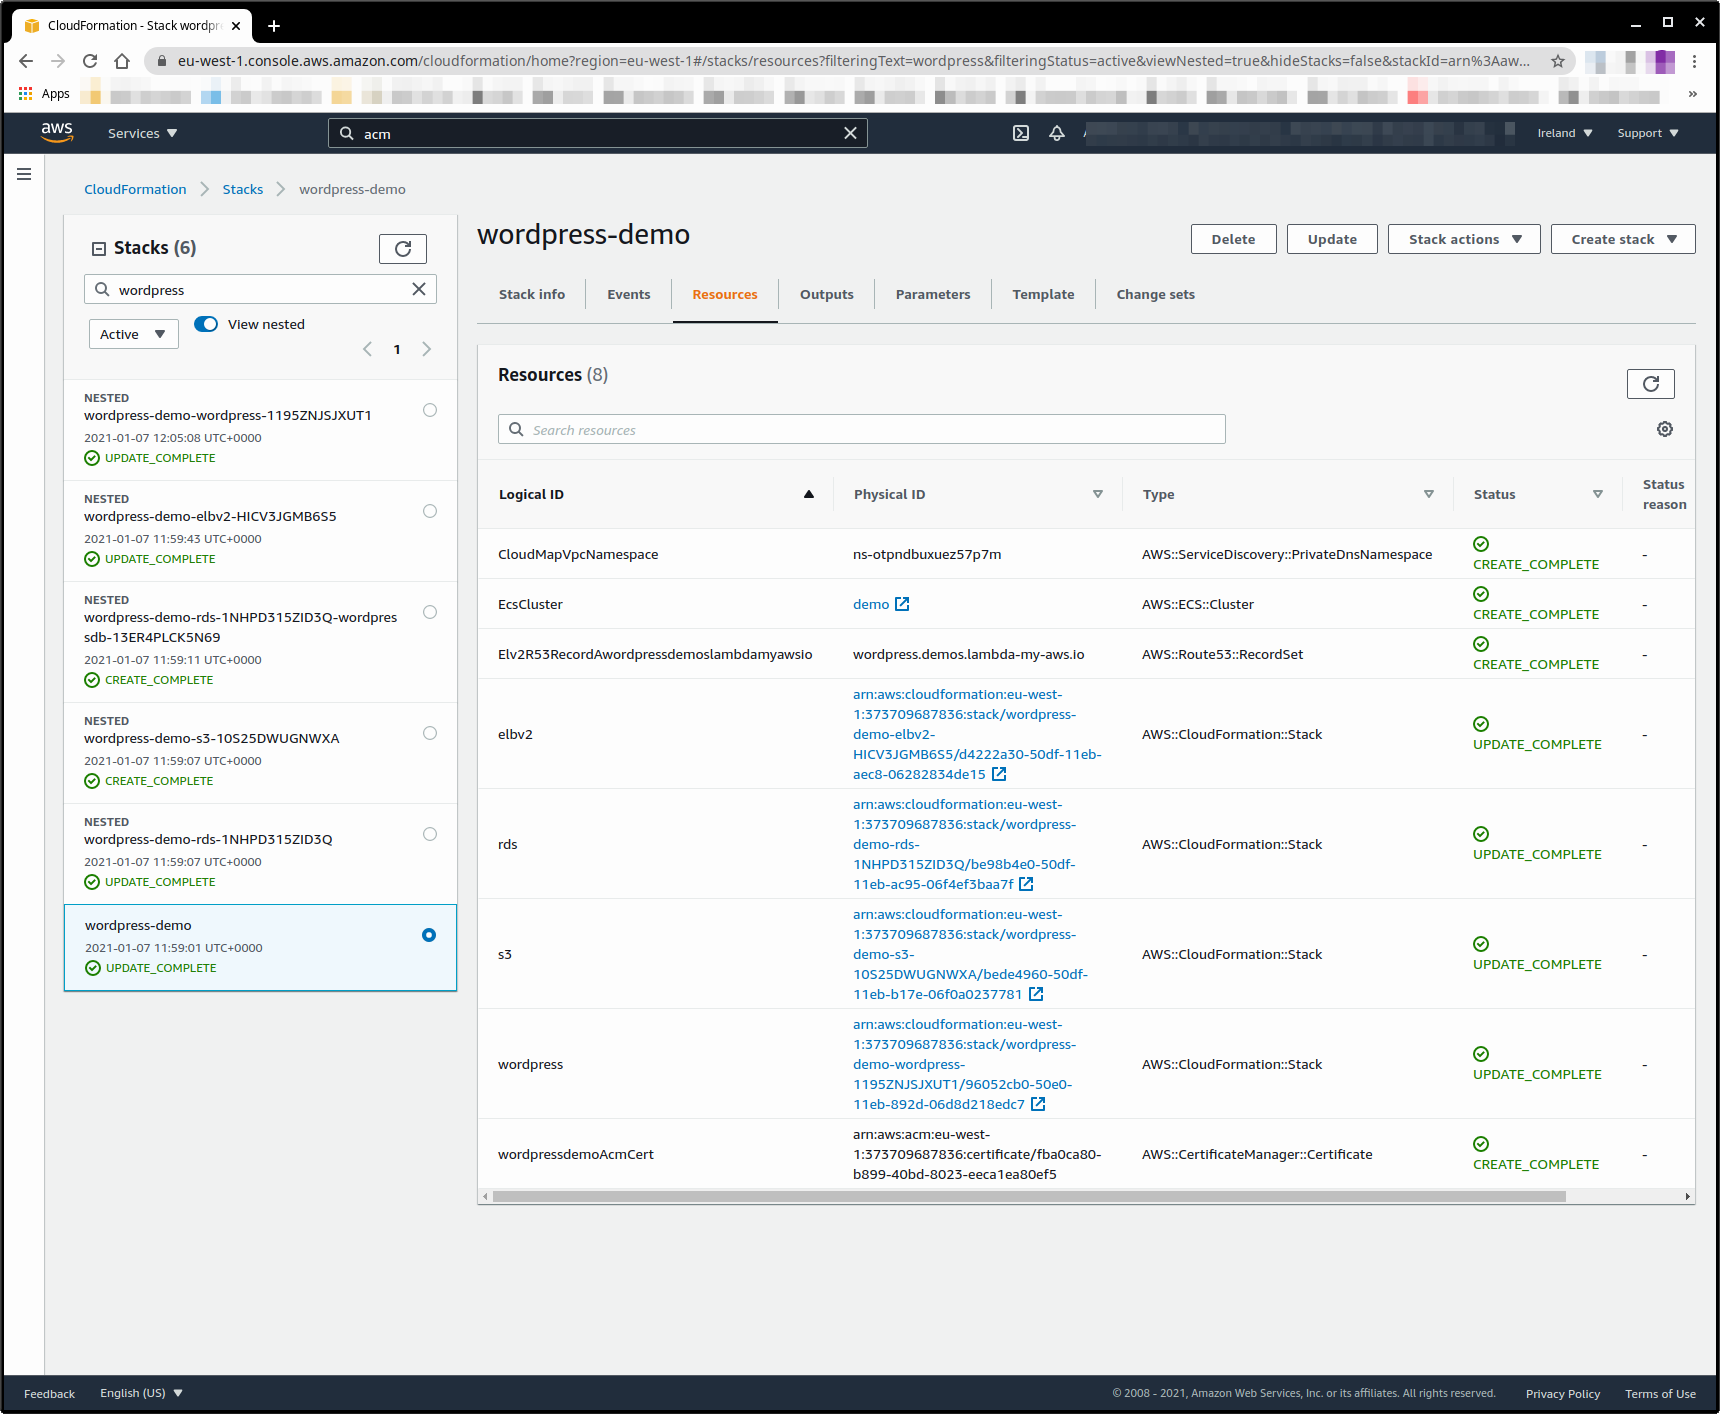 CloudFormation - Stack wordpr
eu-west-1.console.aws.amazon.com/cloudformation/home?region=eu-west-1#/stacks/resources?filteringText=wordpress&filteringStatus=active&viewNested=true&hideStacks=false&stackId=arn%3Aaw...
Apps
aws
Services
acm
Ireland
Support
CloudFormation
Stacks
wordpress-demo
Stacks (6)
wordpress
Active
View nested
1
NESTED
wordpress-demo-wordpress-1195ZNJSJXUT1
2021-01-07 12:05:08 UTC+0000
UPDATE_COMPLETE
NESTED
wordpress-demo-elbv2-HICV3JGMB6S5
2021-01-07 11:59:43 UTC+0000
UPDATE_COMPLETE
NESTED
wordpress-demo-rds-1NHPD315ZID3Q-wordpres
sdb-13ER4PLCK5N69
2021-01-07 11:59:11 UTC+0000
CREATE_COMPLETE
NESTED
wordpress-demo-s3-10S25DWUGNWXA
2021-01-07 11:59:07 UTC+0000
CREATE_COMPLETE
NESTED
wordpress-demo-rds-1NHPD315ZID3Q
2021-01-07 11:59:07 UTC+0000
UPDATE_COMPLETE
wordpress-demo
2021-01-07 11:59:01 UTC+0000
UPDATE_COMPLETE
wordpress-demo
Delete
Update
Stack actions
Create stack
Stack info
Events
Resources
Outputs
Parameters
Template
Change sets
Resources (8)
Search resources
Logical ID
Physical ID
Type
Status
Status
reason
CloudMapVpcNamespace
ns-otpndbuxuez57p7m
AWS::ServiceDiscovery::PrivateDnsNamespace
CREATE_COMPLETE
-
EcsCluster
demo
AWS::ECS::Cluster
CREATE_COMPLETE
-
Elv2R53RecordAwordpressdemoslambdamyawsio
wordpress.demos.lambda-my-aws.io
AWS::Route53::RecordSet
CREATE_COMPLETE
-
elbv2
arn:aws:cloudformation:eu-west-
1:373709687836:stack/wordpress-
demo-elbv2-
HICV3JGMB6S5/d4222a30-50df-11eb-
aec8-06282834de15
AWS::CloudFormation::Stack
UPDATE_COMPLETE
-
rds
arn:aws:cloudformation:eu-west-
1:373709687836:stack/wordpress-
demo-rds-
1NHPD315ZID3Q/be98b4e0-50df-
11eb-ac95-06f4ef3baa7f
AWS::CloudFormation::Stack
UPDATE_COMPLETE
-
s3
arn:aws:cloudformation:eu-west-
1:373709687836:stack/wordpress-
demo-s3-
10S25DWUGNWXA/bede4960-50df-
11eb-b17e-06f0a0237781
AWS::CloudFormation::Stack
UPDATE_COMPLETE
-
wordpress
arn:aws:cloudformation:eu-west-
1:373709687836:stack/wordpress-
demo-wordpress-
1195ZNJSJXUT1/96052cb0-50e0-
11eb-892d-06d8d218edc7
AWS::CloudFormation::Stack
UPDATE_COMPLETE
-
wordpressdemoAcmCert
arn:aws:acm:eu-west-
1:373709687836:certificate/fba0ca80-
b899-40bd-8023-eeca1ea80ef5
AWS::CertificateManager::Certificate
CREATE_COMPLETE
-
Feedback
English (US)
© 2008 - 2021, Amazon Web Services, Inc. or its affiliates. All rights reserved.
Privacy Policy
Terms of Use